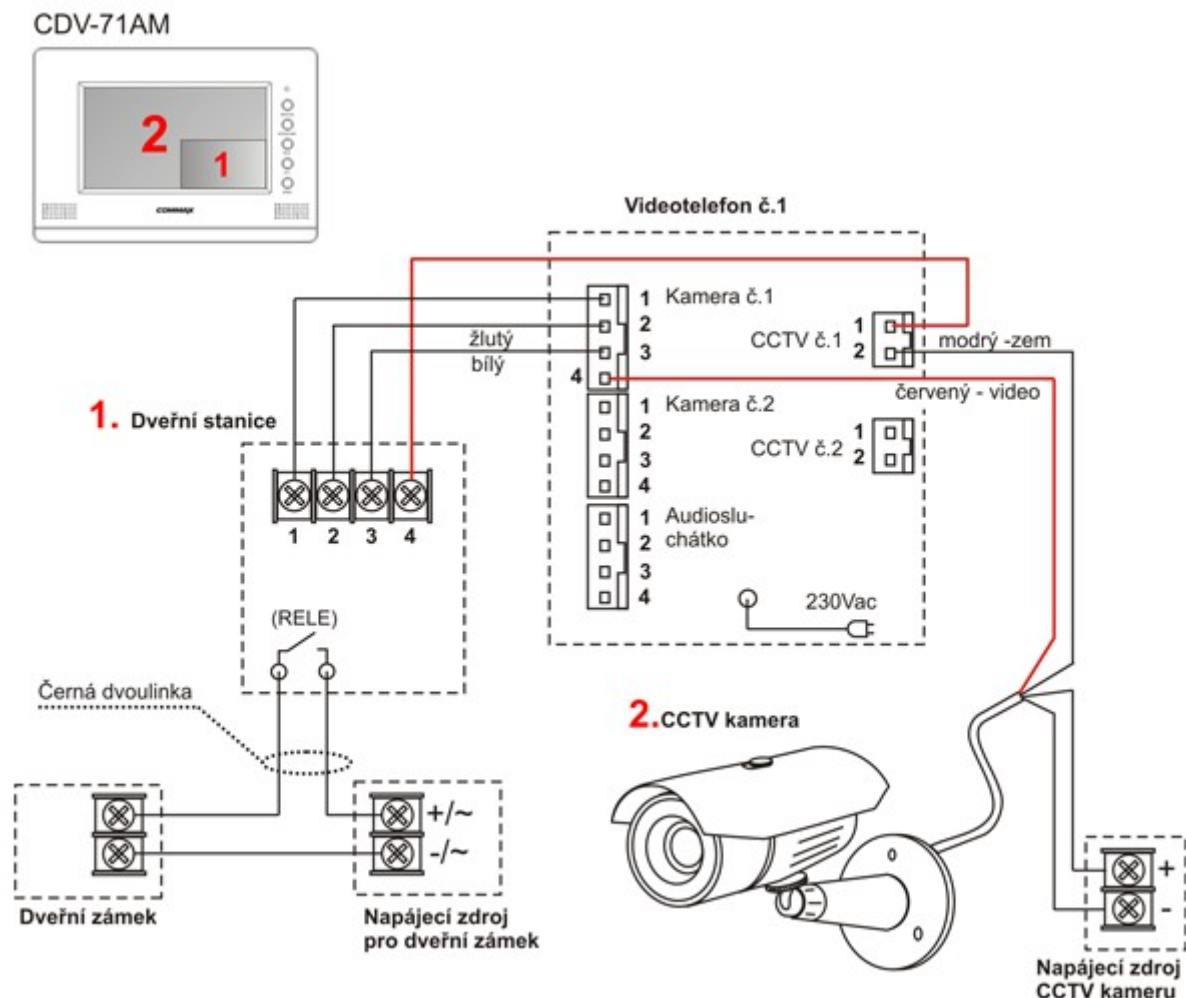 CDV-71AM
2
1
COMMAX
Videotelefon č.1
1 Kamera č.1
2
3
4
CCTV č.1
1
2
modrý -zem
žlutý
bílý
červený - video
1 Kamera č.2
2
3
4
CCTV č.2
1
2
1 Audioslu-
2 chátko
3
4
230Vac
1. Dveřní stanice
1 2 3 4
(RELE)
Černá dvoulinka
+/~
-/~
Dveřní zámek
Napájecí zdroj
pro dveřní zámek
2.CCTV kamera
+
-
Napájecí zdroj
CCTV kameru